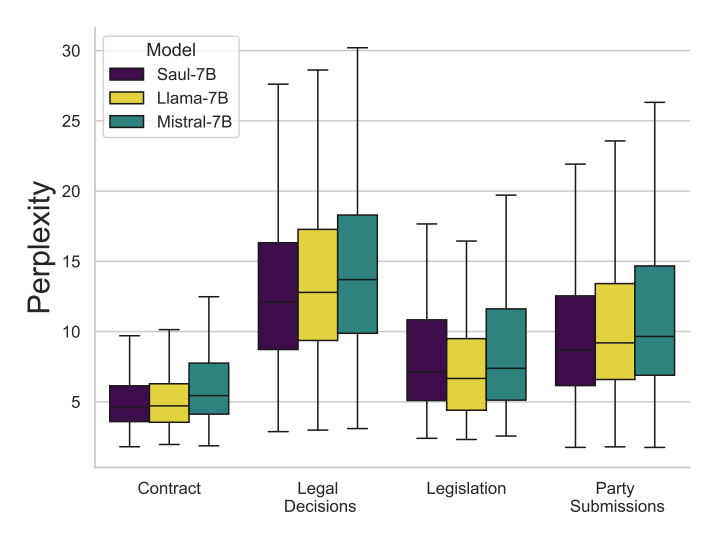 Model
Saul-7B
Llama-7B
Mistral-7B
Perplexity
30
25
20
15
10
5
Contract
Legal
Decisions
Legislation
Party
Submissions